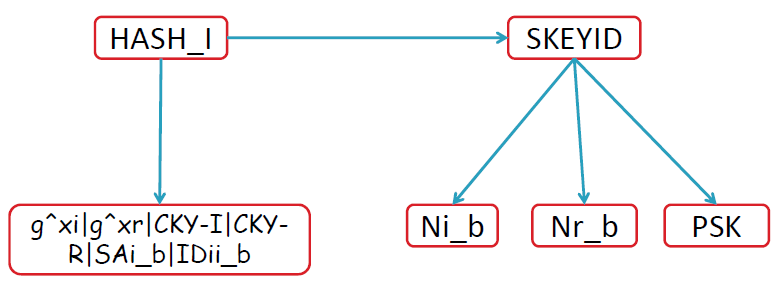 HASH_I
SKEYID
g^xi|g^xr|CKY-I|CKY-
R|SAi_b|IDii_b
Ni_b
Nr_b
PSK